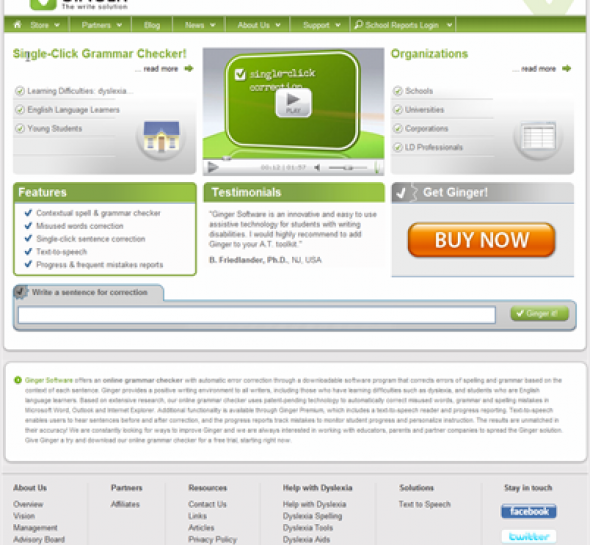 The write solution
Store Partners Blog News About Us Support School Reports Login
Single-Click Grammar Checker!
... read more
Learning Difficulties: dyslexia...
English Language Learners
Young Students
single-click
correction
PLAY
00:12 | 01:57
Organizations
... read more
Schools
Universities
Corporations
LD Professionals
Features
Contextual spell & grammar checker
Misused words correction
Single-click sentence correction
Text-to-speech
Progress & frequent mistakes reports
Testimonials
"Ginger Software is an innovative and easy to use
assistive technology for students with writing
disabilities. I would highly recommend to add
Ginger to your A.T. toolkit."
B. Friedlander, Ph.D., NJ, USA
Get Ginger!
BUY NOW
Write a sentence for correction
Ginger it!
Ginger Software offers an online grammar checker with automatic error correction through a downloadable software program that corrects errors of spelling and grammar based on the
context of each sentence. Ginger provides a positive writing environment to all writers, including those who have learning difficulties such as dyslexia, and students who are English
language learners. Based on extensive research, our online grammar checker uses patent-pending technology to automatically correct misused words, grammar and spelling mistakes in
Microsoft Word, Outlook and Internet Explorer. Additional functionality is available through Ginger Premium, which includes a text-to-speech reader and progress reporting. Text-to-speech
enables users to hear sentences before and after correction, and the progress reports track mistakes to monitor student progress and personalize instruction. The results are unmatched in
their accuracy! We are constantly looking for ways to improve Ginger and we are always interested in working with educators, parents and partner companies to spread the Ginger solution.
Give Ginger a try and download our online grammar checker for a free trial, starting right now.
About Us
Overview
Vision
Management
Advisory Board
Partners
Affiliates
Resources
Contact Us
Links
Articles
Privacy Policy
Help with Dyslexia
Help with Dyslexia
Dyslexia Spelling
Dyslexia Tools
Dyslexia Aids
Solutions
Text to Speech
Stay in touch
facebook
twitter